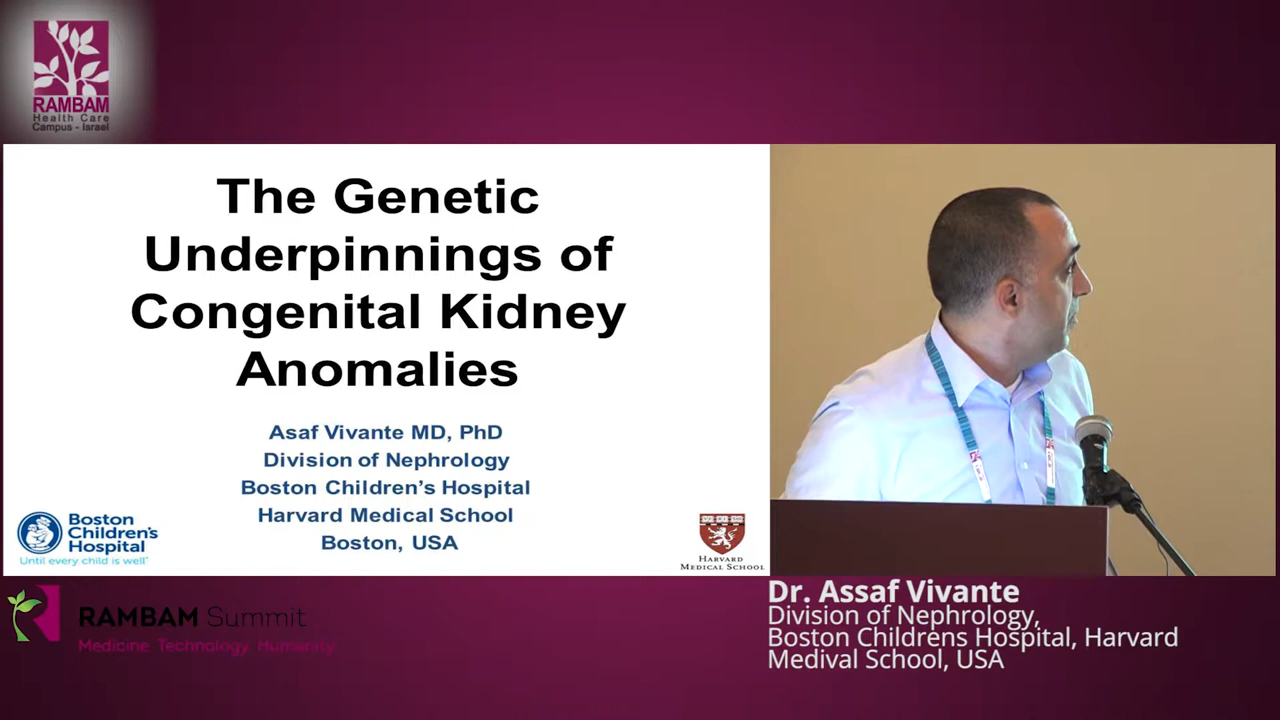 RAMBAM
Health Care
Campus - Israel
The Genetic
Underpinnings of
Congenital Kidney
Anomalies
Asaf Vivante MD, PhD
Division of Nephrology
Boston Children's Hospital
Harvard Medical School
Boston, USA
Boston
Children's
Hospital
Until every child is well™
HARVARD
MEDICAL SCHOOL
RAMBAM Summit
Medicine. Technology. Humanity.
Dr. Assaf Vivante
Division of Nephrology,
Boston Childrens Hospital, Harvard
Medival School, USA